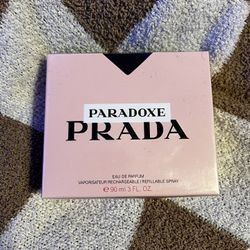 PARADOXE
PRADA
EAU DE PARFUM
VAPORISATEUR RECHARGEABLE / REFILLABLE SPRAY
℮ 90 ml 3 FL. OZ.